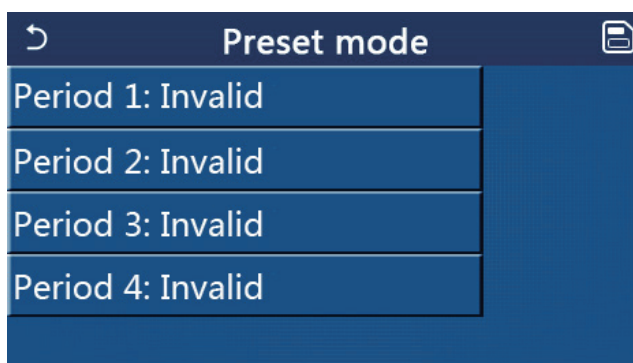 Preset mode
Period 1: Invalid
Period 2: Invalid
Period 3: Invalid
Period 4: Invalid